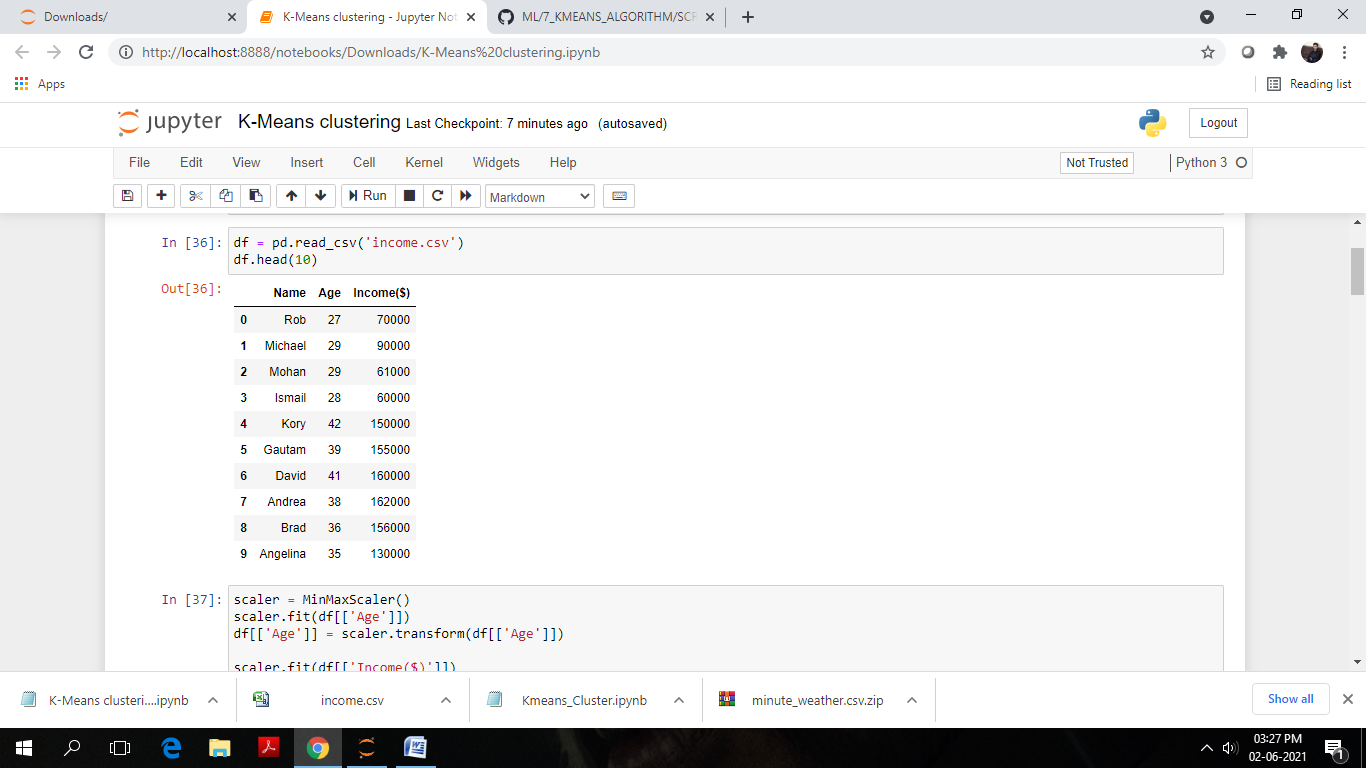 Downloads/
K-Means clustering - Jupyter Not
ML/7_KMEANS_ALGORITHM/SCR
http://localhost:8888/notebooks/Downloads/K-Means%20clustering.ipynb
Apps
Reading list
jupyter K-Means clustering Last Checkpoint: 7 minutes ago (autosaved)
Logout
File Edit View Insert Cell Kernel Widgets Help
Not Trusted
Python 3
Run
Markdown
In [36]: df = pd.read_csv('income.csv')
df.head(10)
Out[36]:
Name Age Income($)
0 Rob 27 70000
1 Michael 29 90000
2 Mohan 29 61000
3 Ismail 28 60000
4 Kory 42 150000
5 Gautam 39 155000
6 David 41 160000
7 Andrea 38 162000
8 Brad 36 156000
9 Angelina 35 130000
In [37]: scaler = MinMaxScaler()
scaler.fit(df[['Age']])
df[['Age']] = scaler.transform(df[['Age']])
scaler.fit(df[['Income($)']])
K-Means clusteri....ipynb
income.csv
Kmeans_Cluster.ipynb
minute_weather.csv.zip
Show all
03:27 PM
02-06-2021
1